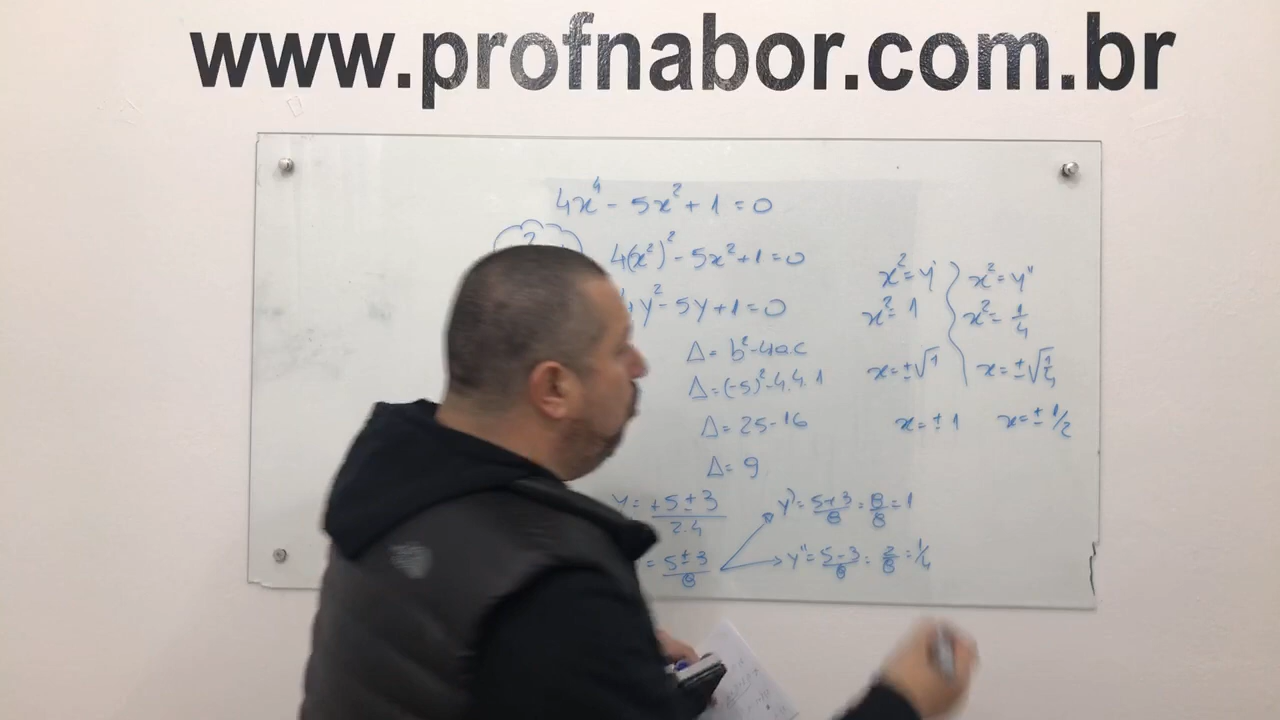 www.profnabor.com.br
4x⁴ - 5x² + 1 = 0
4(x²)² - 5x² + 1 = 0
4y² - 5y + 1 = 0
Δ = b² - 4ac
Δ = (-5)² - 4.4.1
Δ = 25 - 16
Δ = 9
y = +5 ± 3 / 2.4
= 5 ± 3 / 8
y' = 5+3 / 8 = 8/8 = 1
y'' = 5-3 / 8 = 2/8 = 1/4
x² = y'
x² = 1
x = ±√1
x = ± 1
x² = y''
x² = 1/4
x = ±√1/4
x = ± 1/2